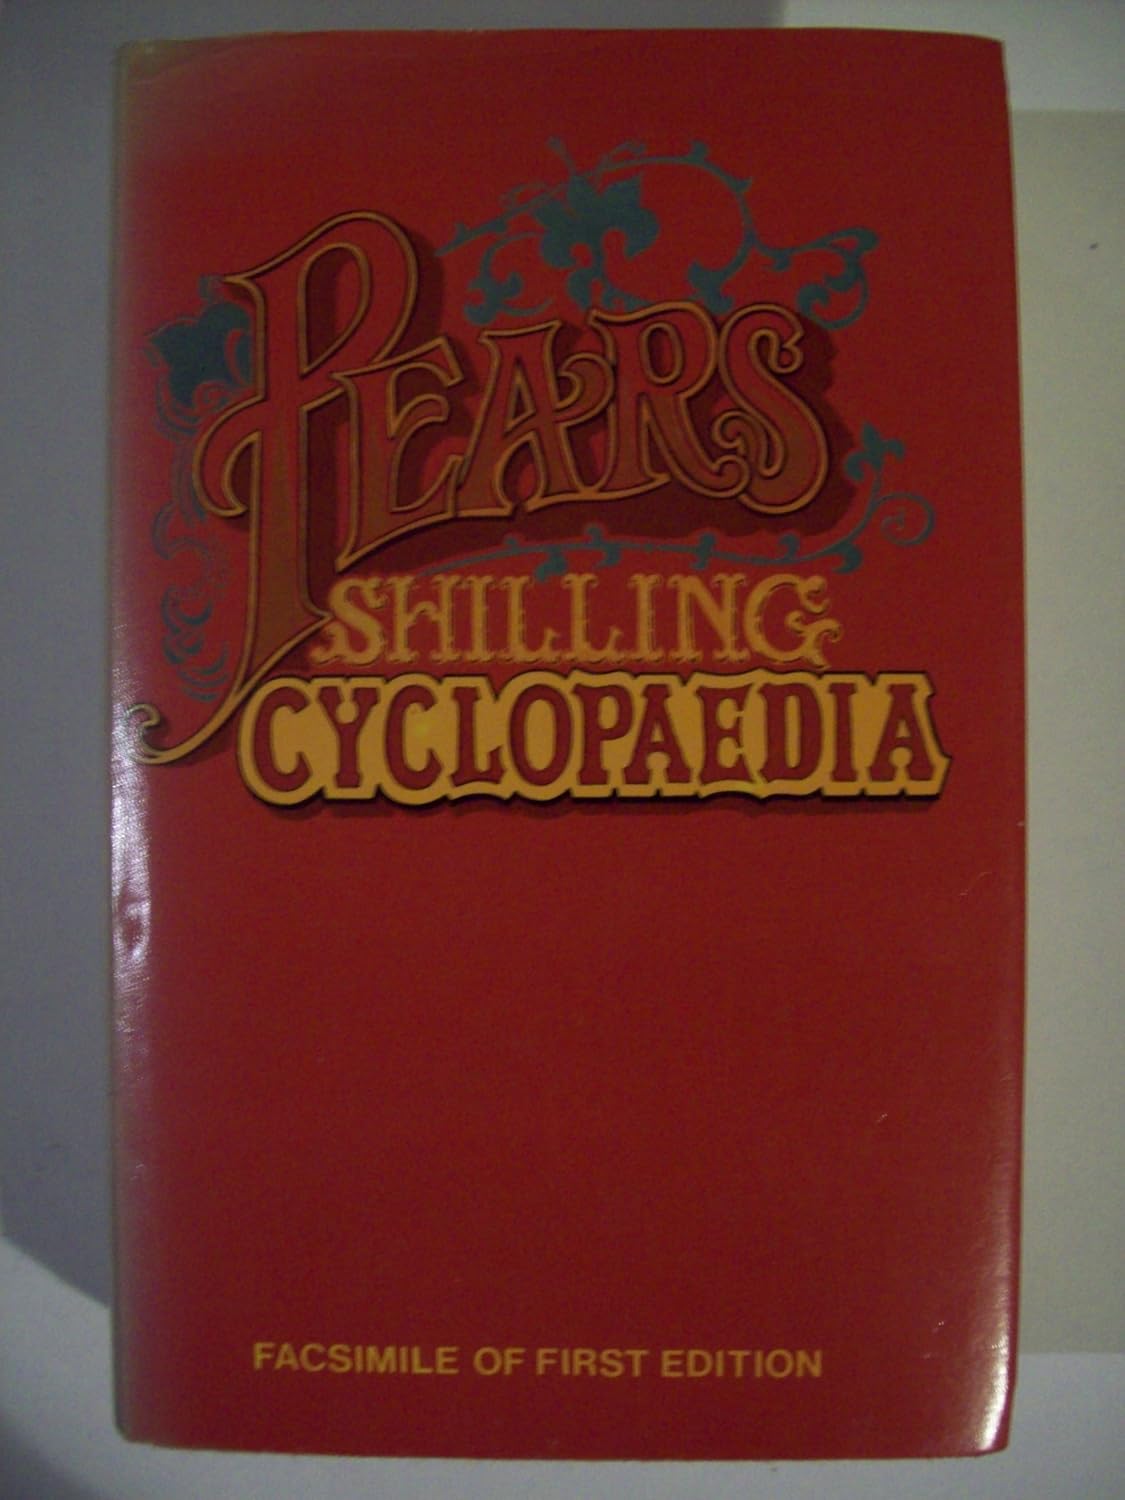 PEARS
SHILLING
CYCLOPAEDIA
FACSIMILE OF FIRST EDITION